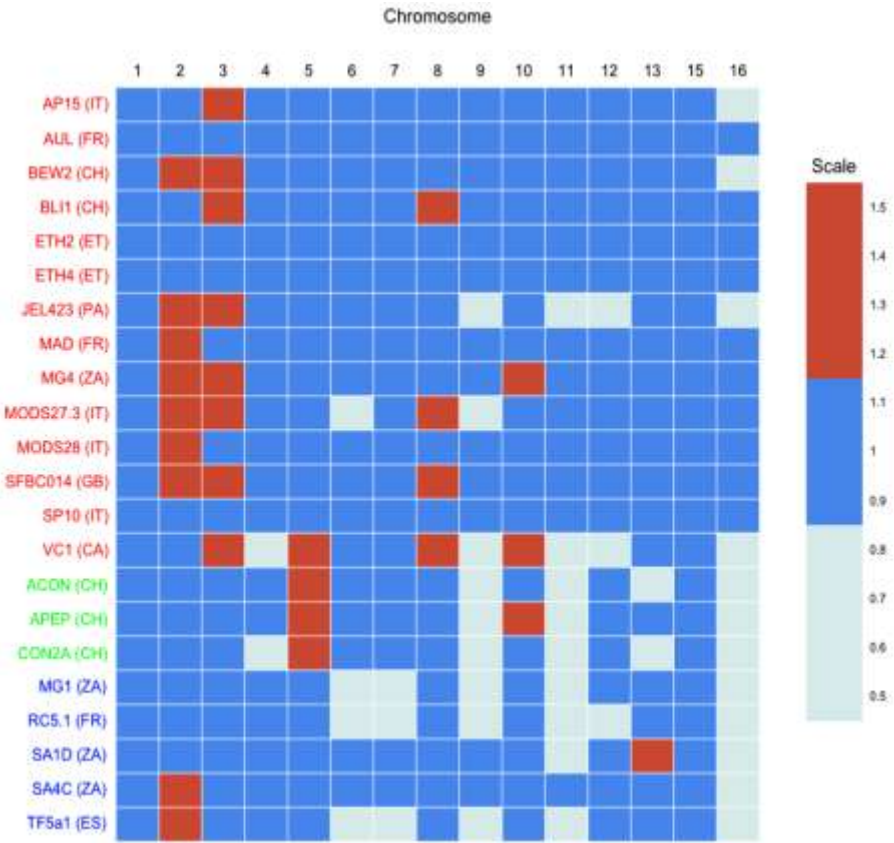 Chromosome
1 2 3 4 5 6 7 8 9 10 11 12 13 15 16
AP15 (IT)
AUL (FR)
BEW2 (CH)
BLI1 (CH)
ETH2 (ET)
ETH4 (ET)
JEL423 (PA)
MAD (FR)
MG4 (ZA)
MODS27.3 (IT)
MODS28 (IT)
SFBC014 (GB)
SP10 (IT)
VC1 (CA)
ACON (CH)
APEP (CH)
CON2A (CH)
MG1 (ZA)
RC5.1 (FR)
SA1D (ZA)
SA4C (ZA)
TF5a1 (ES)
Scale
1.5
1.4
1.3
1.2
1.1
1
0.9
0.8
0.7
0.6
0.5